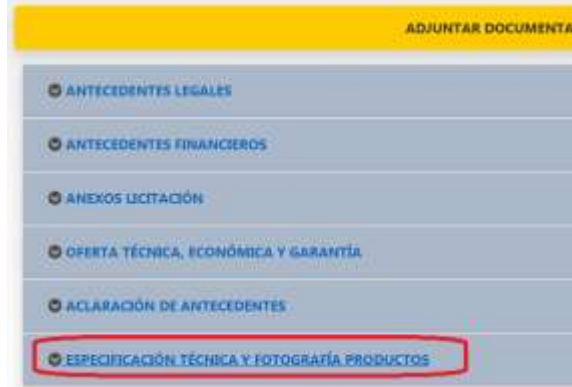 ADJUNTAR DOCUMENTA
ANTECEDENTES LEGALES
ANTECEDENTES FINANCIEROS
ANEXOS LICITACIÓN
OFERTA TÉCNICA, ECONÓMICA Y GARANTÍA
ACLARACIÓN DE ANTECEDENTES
ESPECIFICACIÓN TÉCNICA Y FOTOGRAFÍA PRODUCTOS